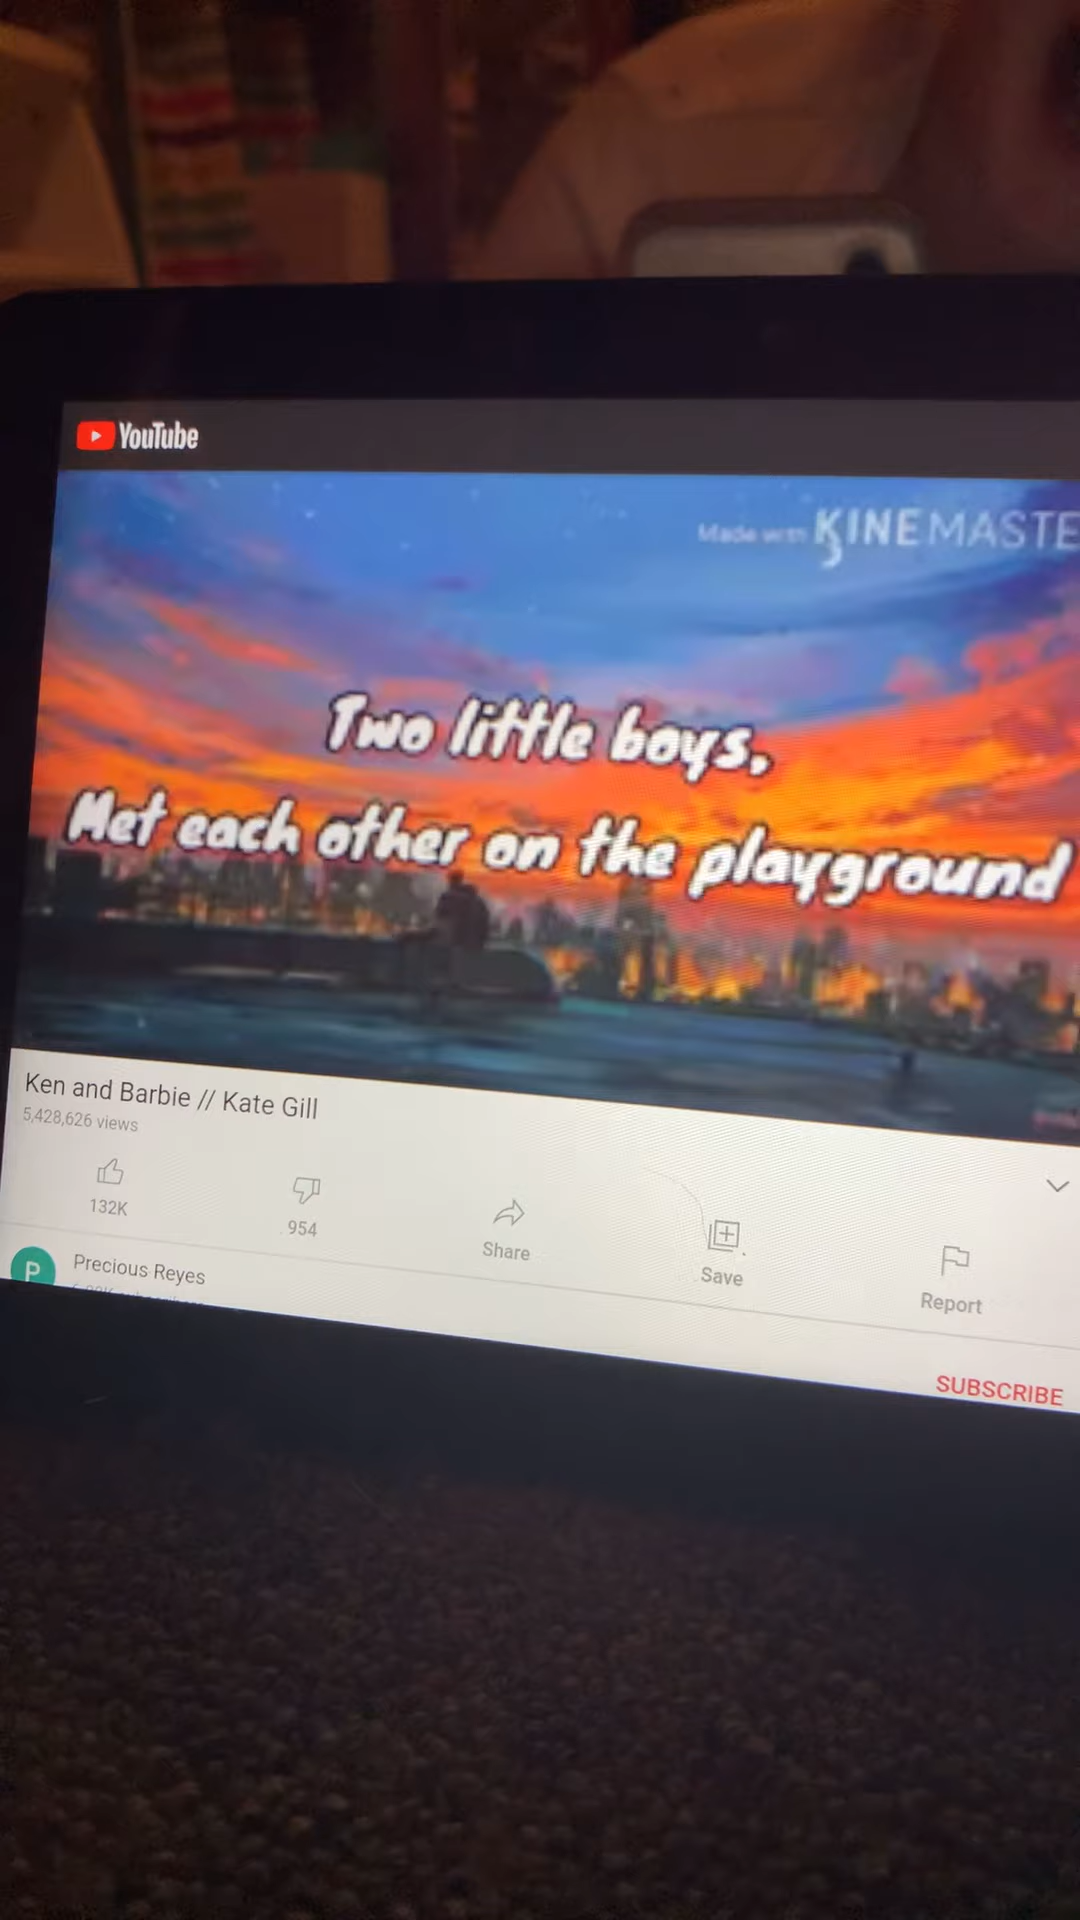 YouTube
Made with KINEMASTE
Two little boys,
Met each other on the playground
Ken and Barbie // Kate Gill
5,428,626 views
132K
954
Share
Save
Report
P
Precious Reyes
SUBSCRIBE